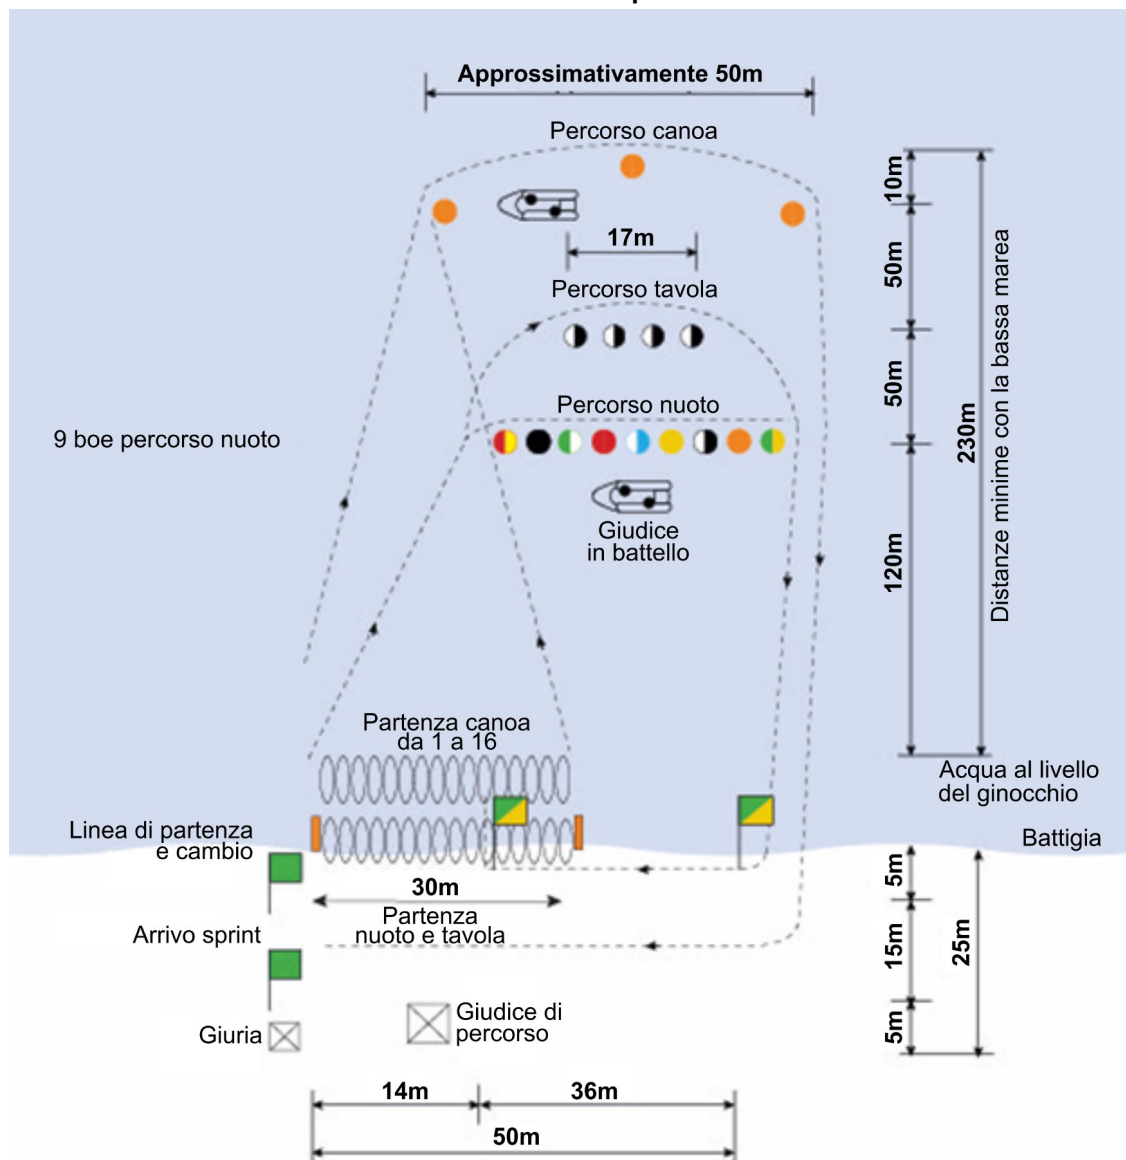 Approssimativamente 50m
Percorso canoa
10m
17m
50m
Percorso tavola
50m
Percorso nuoto
9 boe percorso nuoto
230m
Distanze minime con la bassa marea
Giudice
in battello
120m
Partenza canoa
da 1 a 16
Acqua al livello
del ginocchio
Linea di partenza
e cambio
Battigia
5m
30m
Partenza
nuoto e tavola
Arrivo sprint
15m
25m
Giudice di
percorso
Giuria
5m
14m
36m
50m